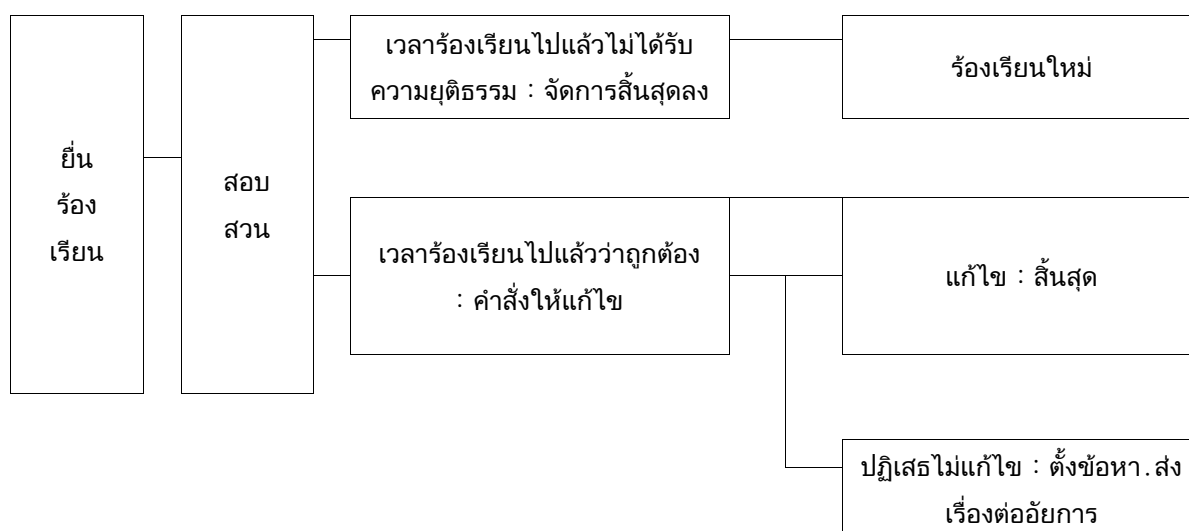 ยื่น
ร้อง
เรียน
สอบ
สวน
เวลาร้องเรียนไปแล้วไม่ได้รับ
ความยุติธรรม : จัดการสิ้นสุดลง
ร้องเรียนใหม่
เวลาร้องเรียนไปแล้วว่าถูกต้อง
: คำสั่งให้แก้ไข
แก้ไข : สิ้นสุด
ปฏิเสธไม่แก้ไข : ตั้งข้อหา.ส่ง
เรื่องต่ออัยการ